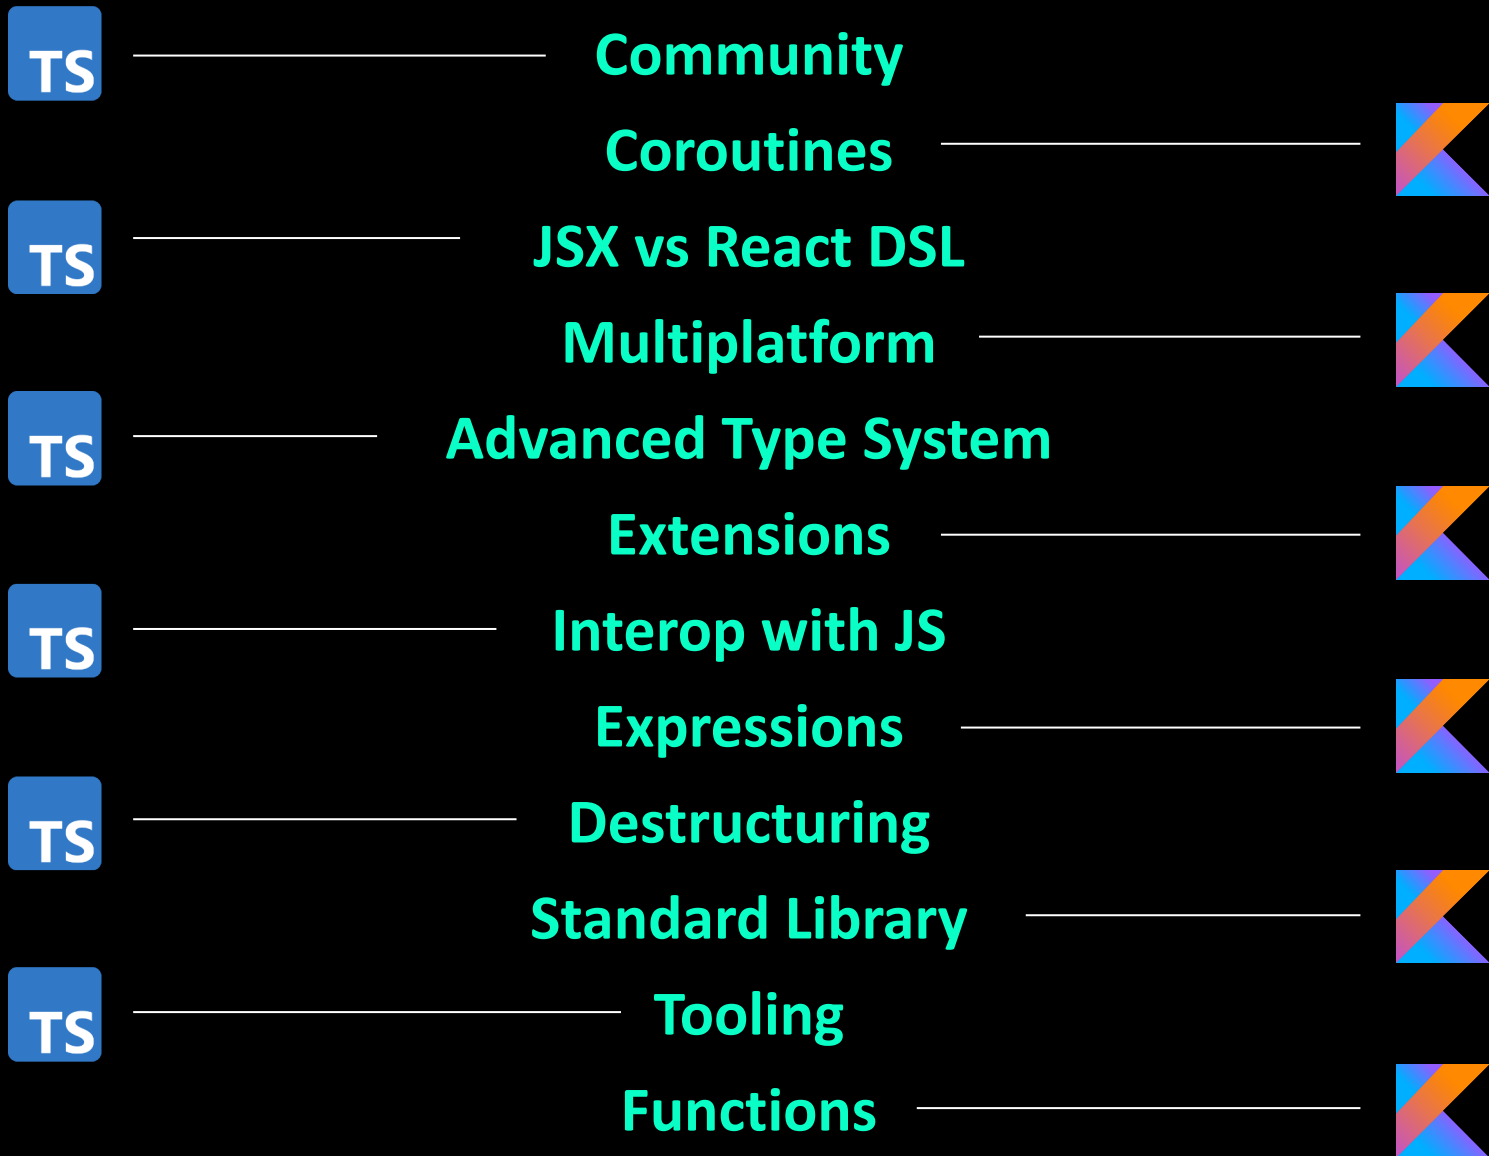 TS Community
Coroutines
TS JSX vs React DSL
Multiplatform
TS Advanced Type System
Extensions
TS Interop with JS
Expressions
TS Destructuring
Standard Library
TS Tooling
Functions